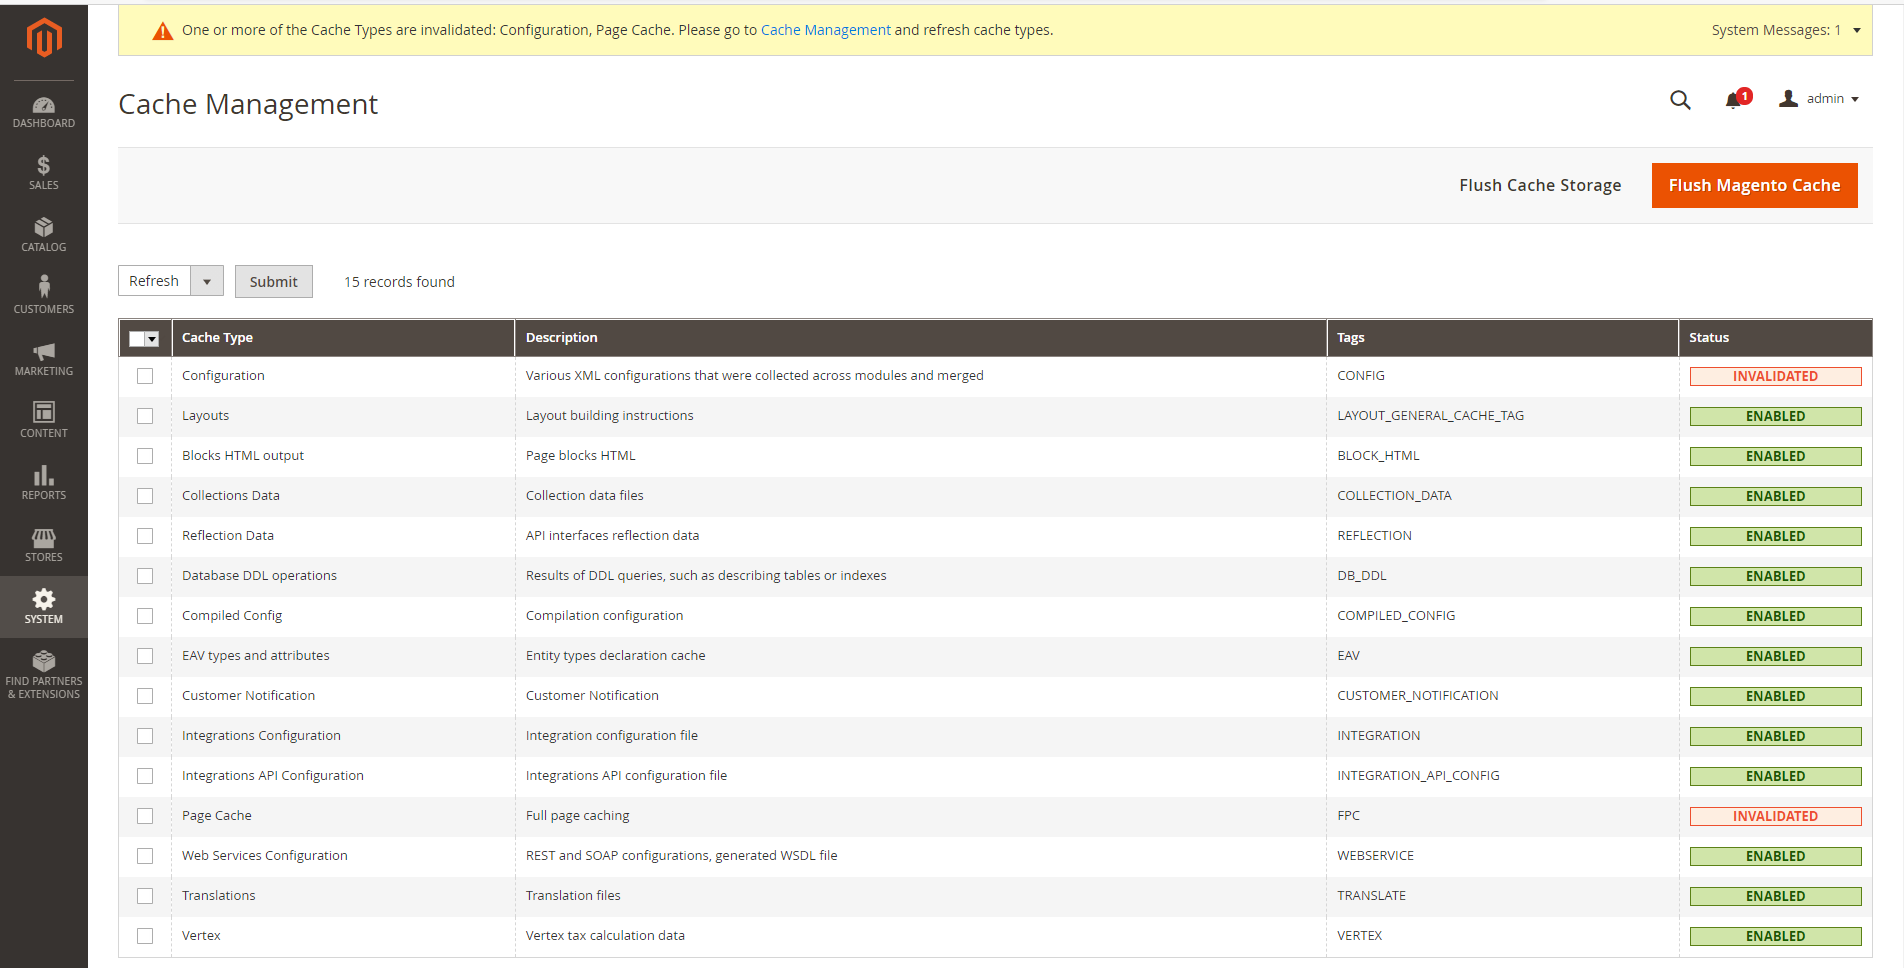 One or more of the Cache Types are invalidated: Configuration, Page Cache. Please go to Cache Management and refresh cache types.
System Messages: 1
Cache Management
1
admin
DASHBOARD
SALES
CATALOG
CUSTOMERS
MARKETING
CONTENT
REPORTS
STORES
SYSTEM
FIND PARTNERS
& EXTENSIONS
Flush Cache Storage
Flush Magento Cache
Refresh
Submit
15 records found
Cache Type Description Tags Status
Configuration Various XML configurations that were collected across modules and merged CONFIG INVALIDATED
Layouts Layout building instructions LAYOUT_GENERAL_CACHE_TAG ENABLED
Blocks HTML output Page blocks HTML BLOCK_HTML ENABLED
Collections Data Collection data files COLLECTION_DATA ENABLED
Reflection Data API interfaces reflection data REFLECTION ENABLED
Database DDL operations Results of DDL queries, such as describing tables or indexes DB_DDL ENABLED
Compiled Config Compilation configuration COMPILED_CONFIG ENABLED
EAV types and attributes Entity types declaration cache EAV ENABLED
Customer Notification Customer Notification CUSTOMER_NOTIFICATION ENABLED
Integrations Configuration Integration configuration file INTEGRATION ENABLED
Integrations API Configuration Integrations API configuration file INTEGRATION_API_CONFIG ENABLED
Page Cache Full page caching FPC INVALIDATED
Web Services Configuration REST and SOAP configurations, generated WSDL file WEBSERVICE ENABLED
Translations Translation files TRANSLATE ENABLED
Vertex Vertex tax calculation data VERTEX ENABLED